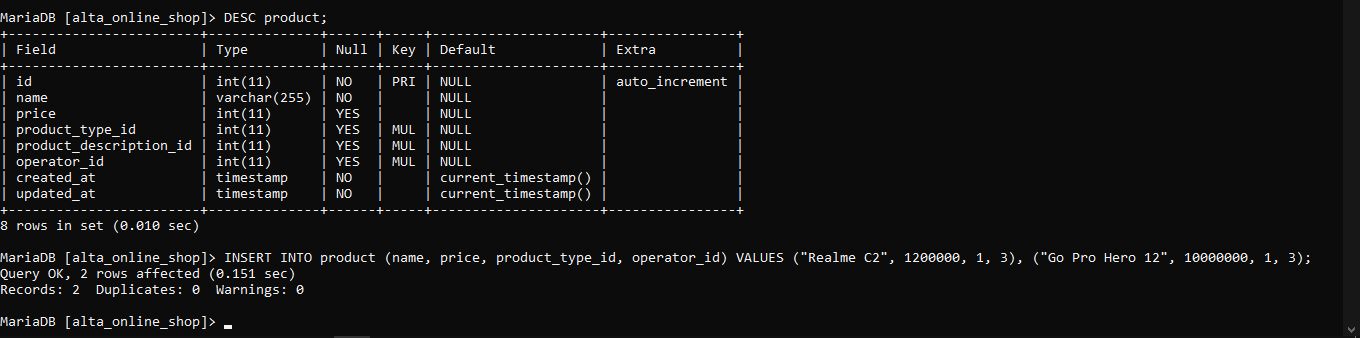 MariaDB [alta_online_shop]> DESC product;
+------------------------+--------------+------+-----+---------------------+----------------+
| Field                  | Type         | Null | Key | Default             | Extra          |
+------------------------+--------------+------+-----+---------------------+----------------+
| id                     | int(11)      | NO   | PRI | NULL                | auto_increment |
| name                   | varchar(255) | NO   |     | NULL                |                |
| price                  | int(11)      | YES  |     | NULL                |                |
| product_type_id        | int(11)      | YES  | MUL | NULL                |                |
| product_description_id | int(11)      | YES  | MUL | NULL                |                |
| operator_id            | int(11)      | YES  | MUL | NULL                |                |
| created_at             | timestamp    | NO   |     | current_timestamp() |                |
| updated_at             | timestamp    | NO   |     | current_timestamp() |                |
+------------------------+--------------+------+-----+---------------------+----------------+
8 rows in set (0.010 sec)
MariaDB [alta_online_shop]> INSERT INTO product (name, price, product_type_id, operator_id) VALUES ("Realme C2", 1200000, 1, 3), ("Go Pro Hero 12", 10000000, 1, 3);
Query OK, 2 rows affected (0.151 sec)
Records: 2  Duplicates: 0  Warnings: 0
MariaDB [alta_online_shop]>